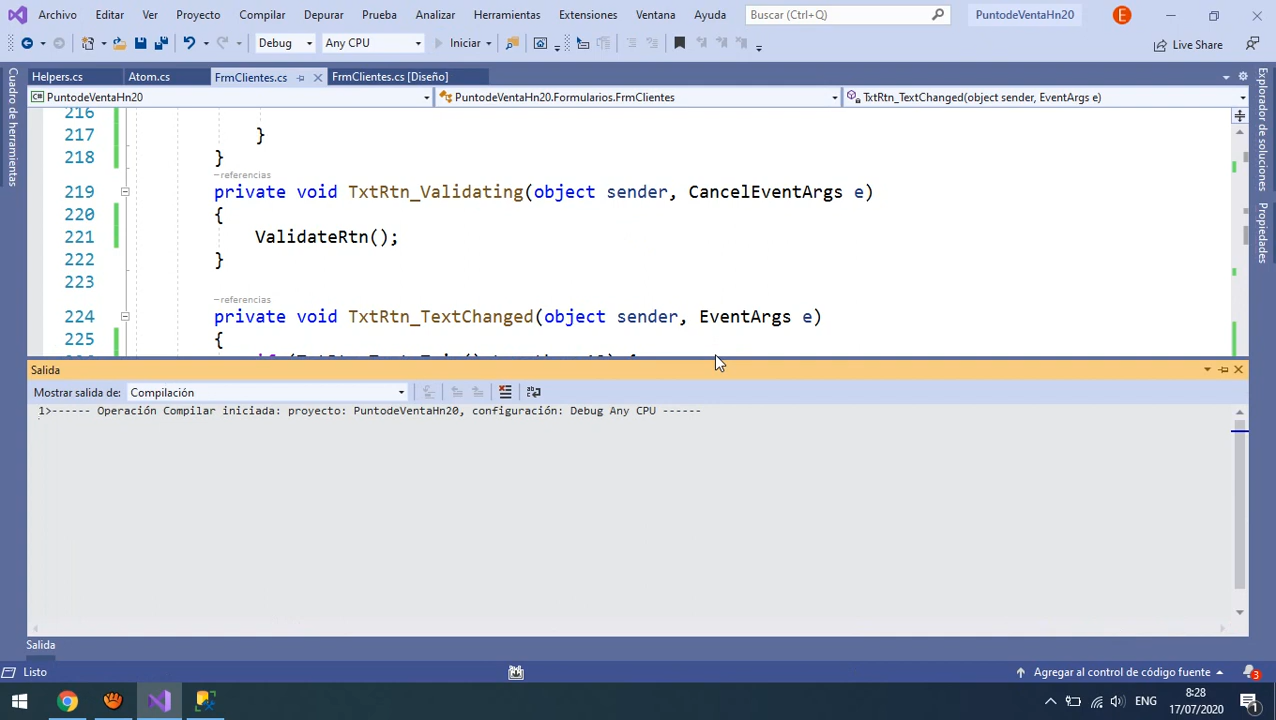 Archivo Editar Ver Proyecto Compilar Depurar Prueba Analizar Herramientas Extensiones Ventana Ayuda Buscar (Ctrl+Q) PuntodeVentaHn20 E
Debug Any CPU Iniciar Live Share
Helpers.cs Atom.cs FrmClientes.cs FrmClientes.cs [Diseño]
PuntodeVentaHn20 PuntodeVentaHn20.Formularios.FrmClientes TxtRtn_TextChanged(object sender, EventArgs e)
Cuadro de herramientas
Explorador de soluciones
Propiedades
216
217 }
218 }
–referencias
219 private void TxtRtn_Validating(object sender, CancelEventArgs e)
220 {
221 ValidateRtn();
222 }
223
–referencias
224 private void TxtRtn_TextChanged(object sender, EventArgs e)
225 {
Salida
Mostrar salida de: Compilación
1>------ Operación Compilar iniciada: proyecto: PuntodeVentaHn20, configuración: Debug Any CPU ------
Salida
Listo Agregar al control de código fuente 3
ENG 8:28
17/07/2020 1